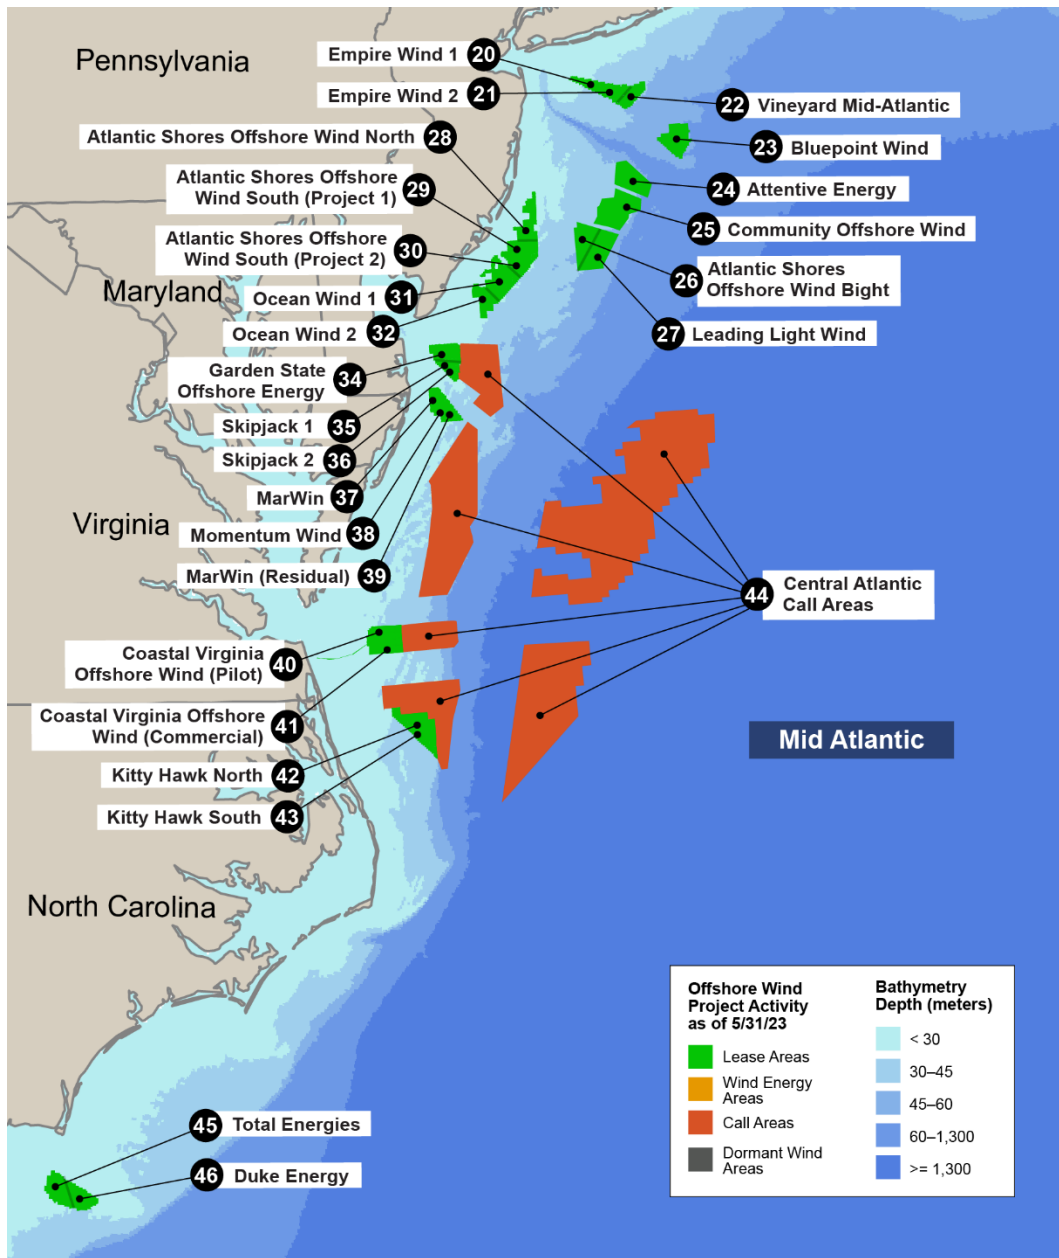 Pennsylvania
Empire Wind 1 20
Empire Wind 2 21
22 Vineyard Mid-Atlantic
Atlantic Shores Offshore Wind North 28
23 Bluepoint Wind
Atlantic Shores Offshore
Wind South (Project 1) 29
24 Attentive Energy
25 Community Offshore Wind
Atlantic Shores Offshore
Wind South (Project 2) 30
26 Atlantic Shores
Offshore Wind Bight
Maryland
Ocean Wind 1 31
Ocean Wind 2 32
27 Leading Light Wind
Garden State
Offshore Energy 34
Skipjack 1 35
Skipjack 2 36
MarWin 37
Virginia
Momentum Wind 38
MarWin (Residual) 39
44 Central Atlantic
Call Areas
Coastal Virginia
Offshore Wind (Pilot) 40
Coastal Virginia Offshore
Wind (Commercial) 41
Mid Atlantic
Kitty Hawk North 42
Kitty Hawk South 43
North Carolina
45 Total Energies
46 Duke Energy
Offshore Wind
Project Activity
as of 5/31/23
Lease Areas
Wind Energy
Areas
Call Areas
Dormant Wind
Areas
Bathymetry
Depth (meters)
< 30
30–45
45–60
60–1,300
>= 1,300